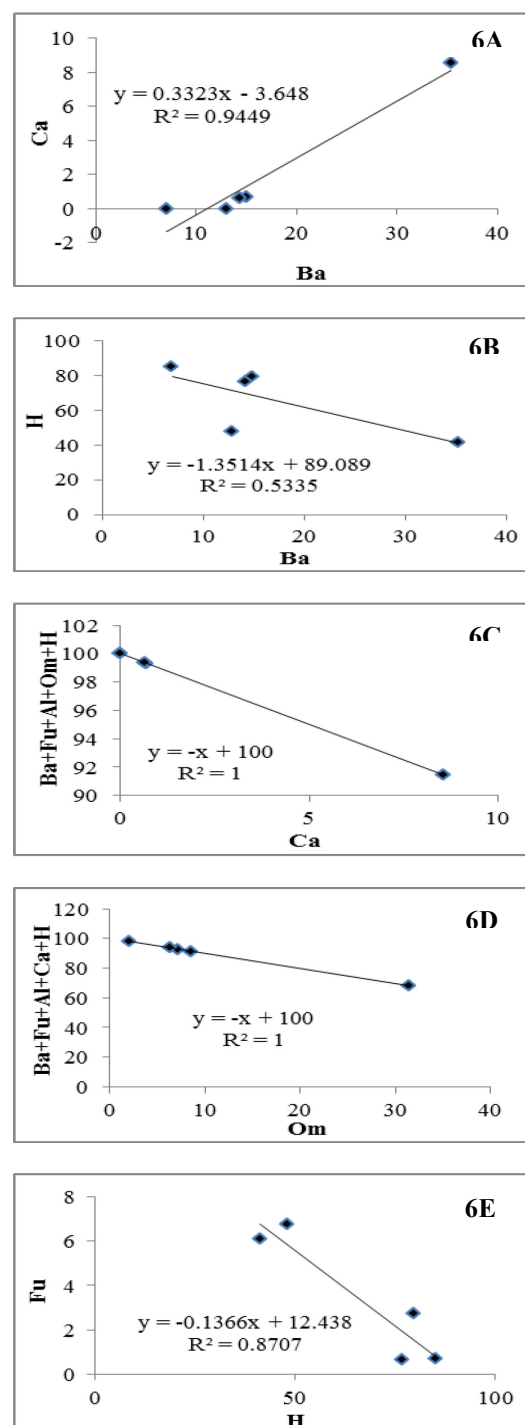 6A
10
8
6
4
2
0
-2
Ca
y = 0.3323x - 3.648
R² = 0.9449
0 10 20 30 40
Ba
6B
100
80
60
40
20
0
H
y = -1.3514x + 89.089
R² = 0.5335
0 10 20 30 40
Ba
6C
102
100
98
96
94
92
90
Ba+Fu+Al+Om+H
y = -x + 100
R² = 1
0 5 10
Ca
6D
120
100
80
60
40
20
0
Ba+Fu+Al+Ca+H
y = -x + 100
R² = 1
0 10 20 30 40
Om
6E
8
6
4
2
0
Fu
y = -0.1366x + 12.438
R² = 0.8707
0 50 100
H